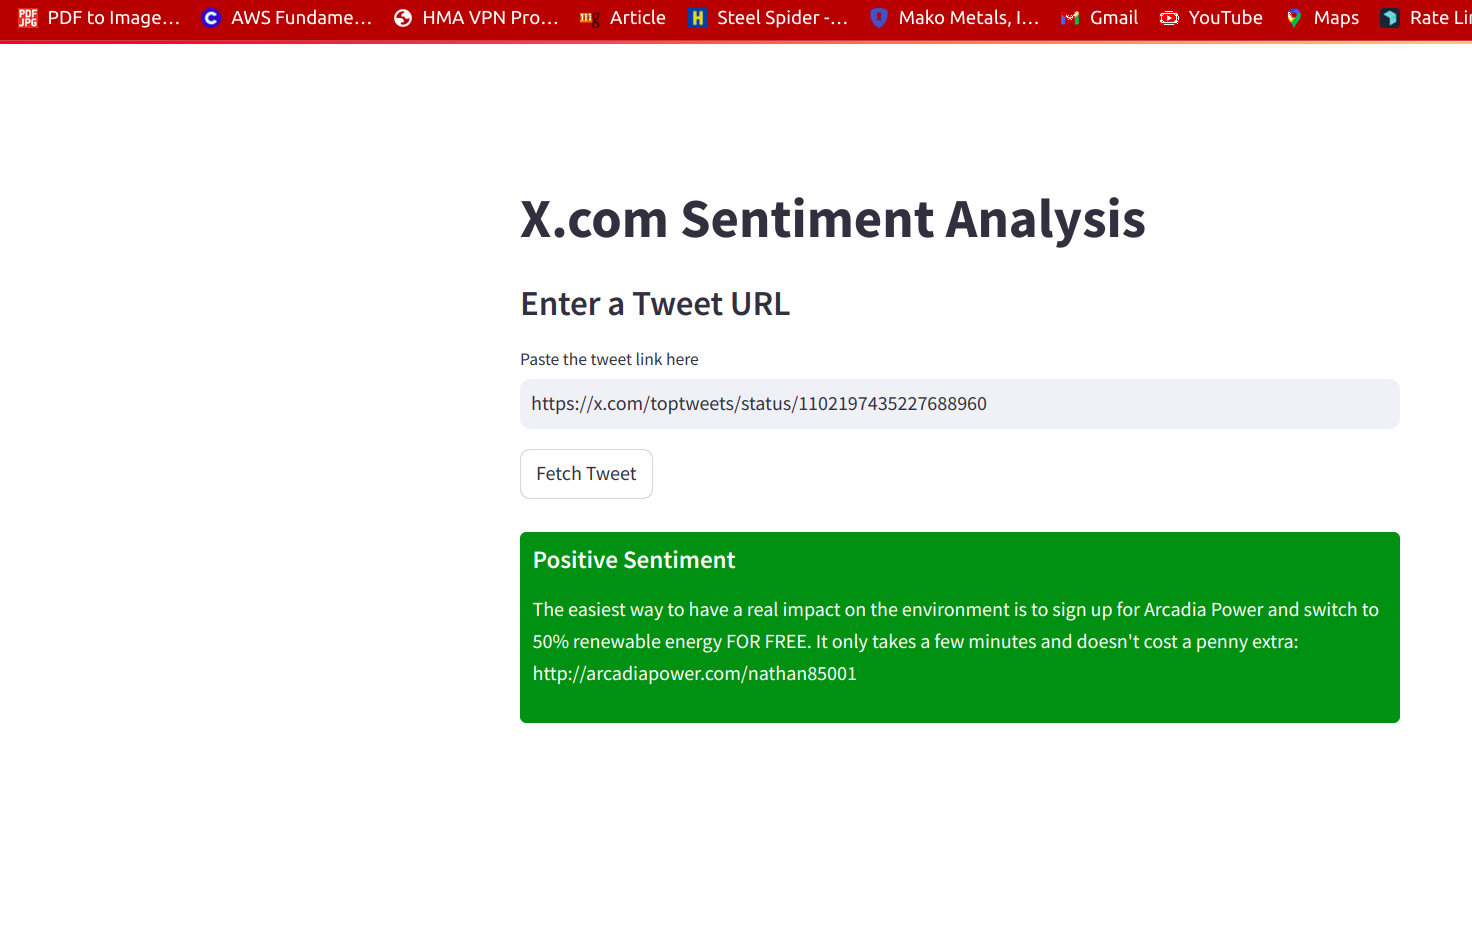 PDF to Image... AWS Fundame... HMA VPN Pro... Article Steel Spider -... Mako Metals, I... Gmail YouTube Maps Rate Li
X.com Sentiment Analysis
Enter a Tweet URL
Paste the tweet link here
https://x.com/toptweets/status/1102197435227688960
Fetch Tweet
Positive Sentiment
The easiest way to have a real impact on the environment is to sign up for Arcadia Power and switch to
50% renewable energy FOR FREE. It only takes a few minutes and doesn't cost a penny extra:
http://arcadiapower.com/nathan85001